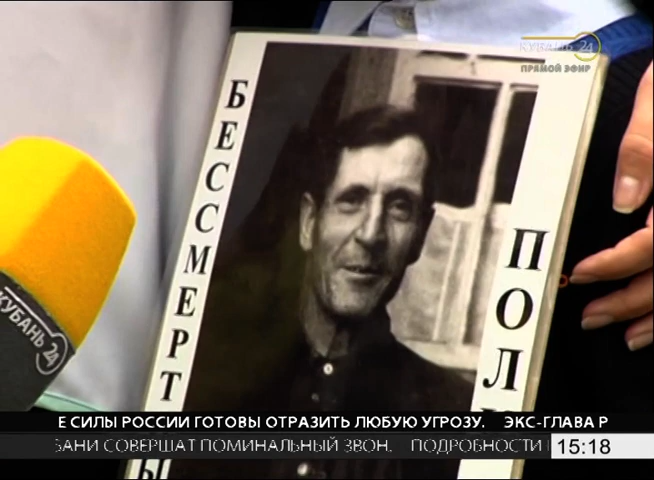 КУБАНЬ 24
ПРЯМОЙ ЭФИР
БЕССМЕРТ
Ы
ПОЛ
КУБАНЬ 24
Е СИЛЫ РОССИИ ГОТОВЫ ОТРАЗИТЬ ЛЮБУЮ УГРОЗУ. ЭКС-ГЛАВА Р
БАНИ СОВЕРШАТ ПОМИНАЛЬНЫЙ ЗВОН. ПОДРОБНОСТИ
15:18